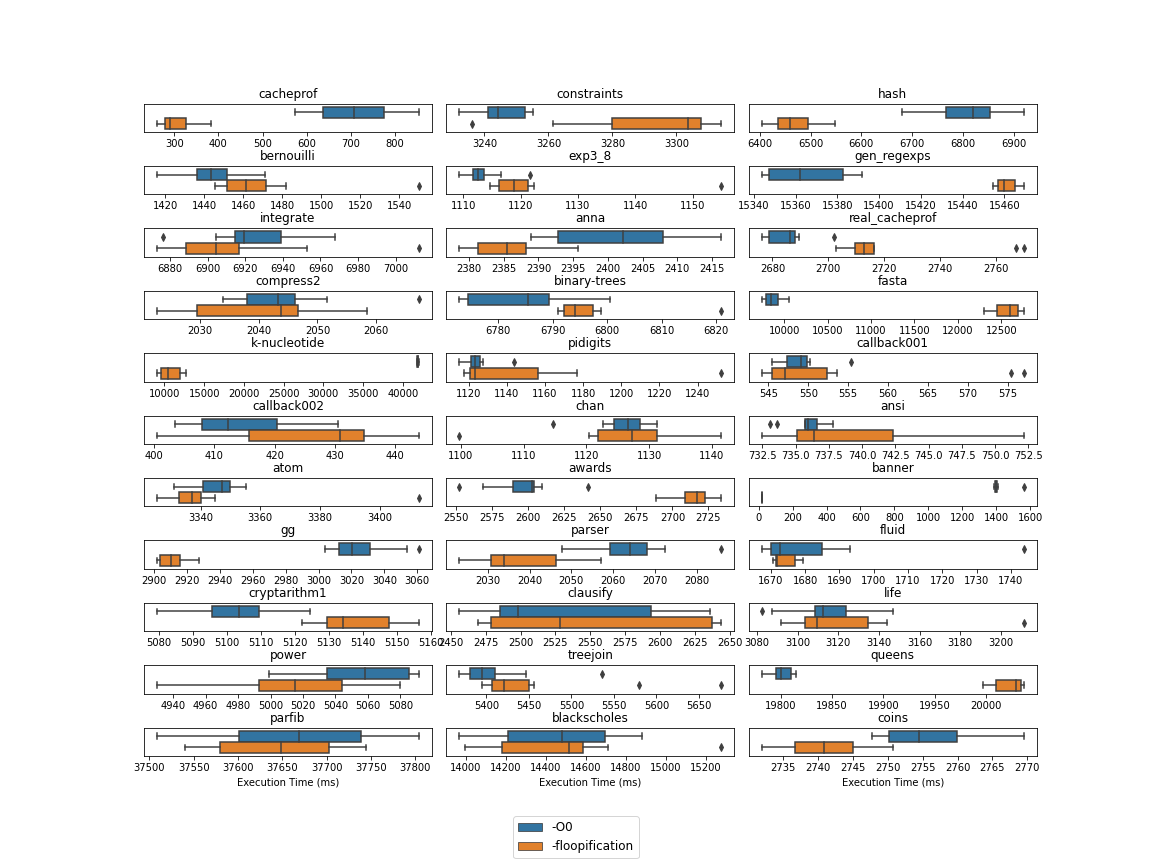 cacheprof constraints hash
300 400 500 600 700 800 3240 3260 3280 3300 6400 6500 6600 6700 6800 6900
bernouilli exp3_8 gen_regexps
1420 1440 1460 1480 1500 1520 1540 1110 1120 1130 1140 1150 15340 15360 15380 15400 15420 15440 15460
integrate anna real_cacheprof
6880 6900 6920 6940 6960 6980 7000 2380 2385 2390 2395 2400 2405 2410 2415 2680 2700 2720 2740 2760
compress2 binary-trees fasta
2030 2040 2050 2060 6780 6790 6800 6810 6820 10000 10500 11000 11500 12000 12500
k-nucleotide pidigits callback001
10000 15000 20000 25000 30000 35000 40000 1120 1140 1160 1180 1200 1220 1240 545 550 555 560 565 570 575
callback002 chan ansi
400 410 420 430 440 1100 1110 1120 1130 1140 732.5 735.0 737.5 740.0 742.5 745.0 747.5 750.0 752.5
atom awards banner
3340 3360 3380 3400 2550 2575 2600 2625 2650 2675 2700 2725 0 200 400 600 800 1000 1200 1400 1600
gg parser fluid
2900 2920 2940 2960 2980 3000 3020 3040 3060 2030 2040 2050 2060 2070 2080 1670 1680 1690 1700 1710 1720 1730 1740
cryptarithm1 clausify life
5080 5090 5100 5110 5120 5130 5140 5150 5160 2450 2475 2500 2525 2550 2575 2600 2625 2650 3080 3100 3120 3140 3160 3180 3200
power treejoin queens
4940 4960 4980 5000 5020 5040 5060 5080 5400 5450 5500 5550 5600 5650 19800 19850 19900 19950 20000
parfib blackscholes coins
37500 37550 37600 37650 37700 37750 37800 14000 14200 14400 14600 14800 15000 15200 2735 2740 2745 2750 2755 2760 2765 2770
Execution Time (ms) Execution Time (ms) Execution Time (ms)
-O0
-floopification